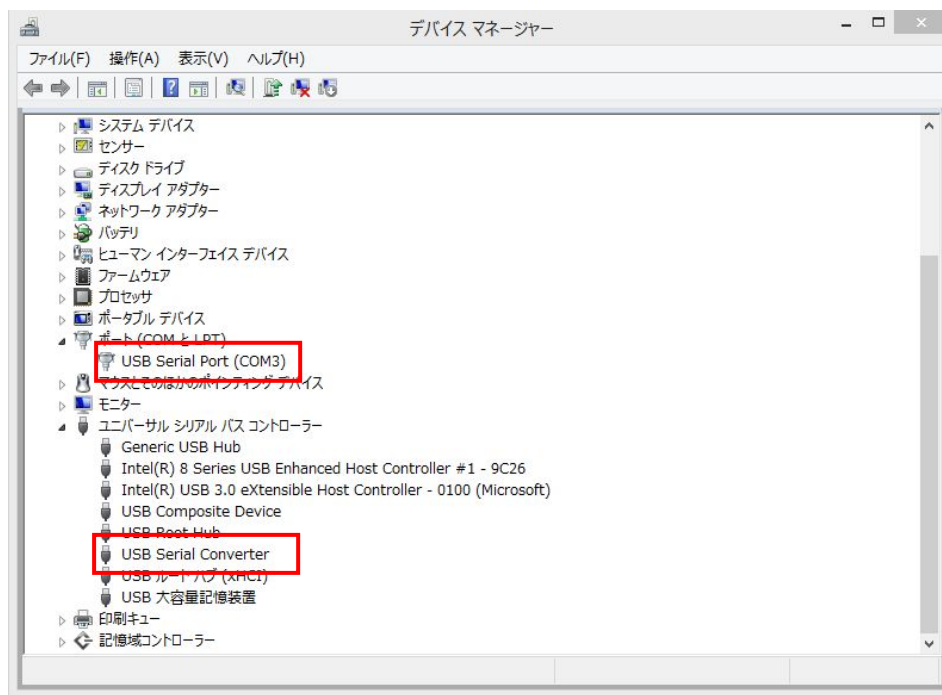 デバイス マネージャー
ファイル(F) 操作(A) 表示(V) ヘルプ(H)
システム デバイス
センサー
ディスク ドライブ
ディスプレイ アダプター
ネットワーク アダプター
バッテリ
ヒューマン インターフェイス デバイス
ファームウェア
プロセッサ
ポータブル デバイス
ポート (COM と LPT)
USB Serial Port (COM3)
マウスとそのほかのポインティング デバイス
モニター
ユニバーサル シリアル バス コントローラー
Generic USB Hub
Intel(R) 8 Series USB Enhanced Host Controller #1 - 9C26
Intel(R) USB 3.0 eXtensible Host Controller - 0100 (Microsoft)
USB Composite Device
USB Root Hub
USB Serial Converter
USB ルート ハブ (xHCI)
USB 大容量記憶装置
印刷キュー
記憶域コントローラー